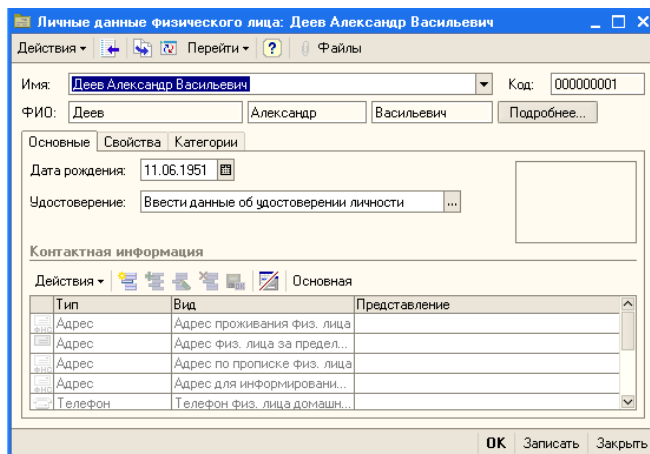 Личные данные физического лица: Деев Александр Васильевич
Действия Перейти ? Файлы
Имя: Деев Александр Васильевич Код: 000000001
ФИО: Деев Александр Васильевич Подробнее...
Основные Свойства Категории
Дата рождения: 11.06.1951
Удостоверение: Ввести данные об удостоверении личности ...
Контактная информация
Действия Основная
Тип Вид Представление
Адрес Адрес проживания физ. лица
Адрес Адрес физ. лица за предел...
Адрес Адрес по прописке физ. лица
Адрес Адрес для информировани...
Телефон Телефон физ. лица домашн...
OK Записать Закрыть